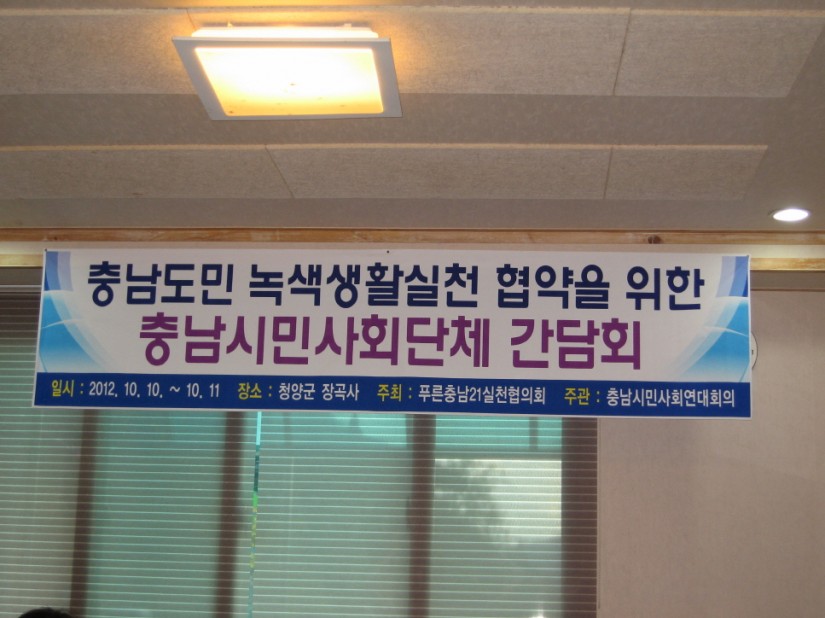 충남도민 녹색생활실천 협약을 위한
충남시민사회단체 간담회
일시 : 2012. 10. 10. ~ 10. 11 장소 : 청양군 장곡사 주최 : 푸른충남21실천협의회 주관 : 충남시민사회연대회의